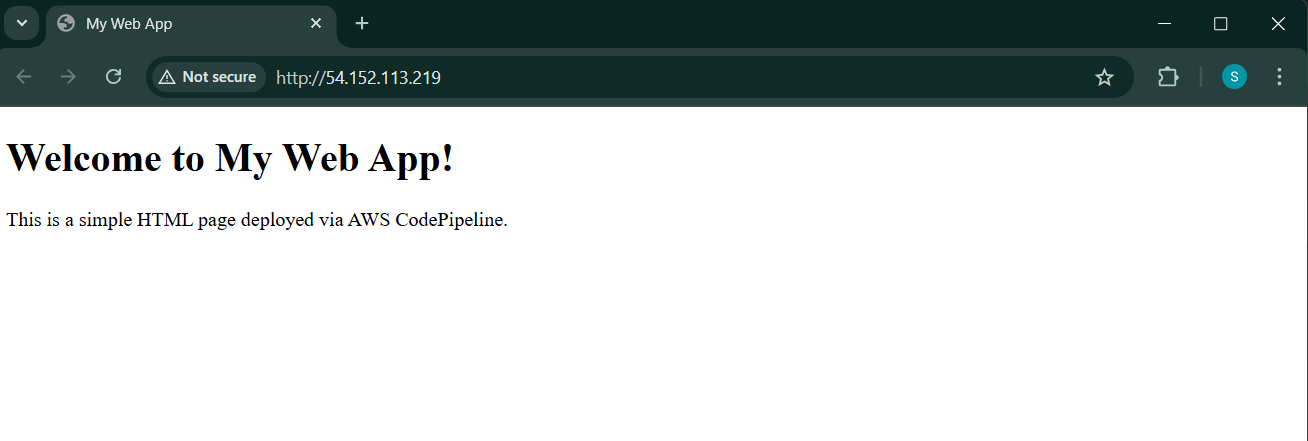 My Web App
Not secure
http://54.152.113.219
S
Welcome to My Web App!
This is a simple HTML page deployed via AWS CodePipeline.